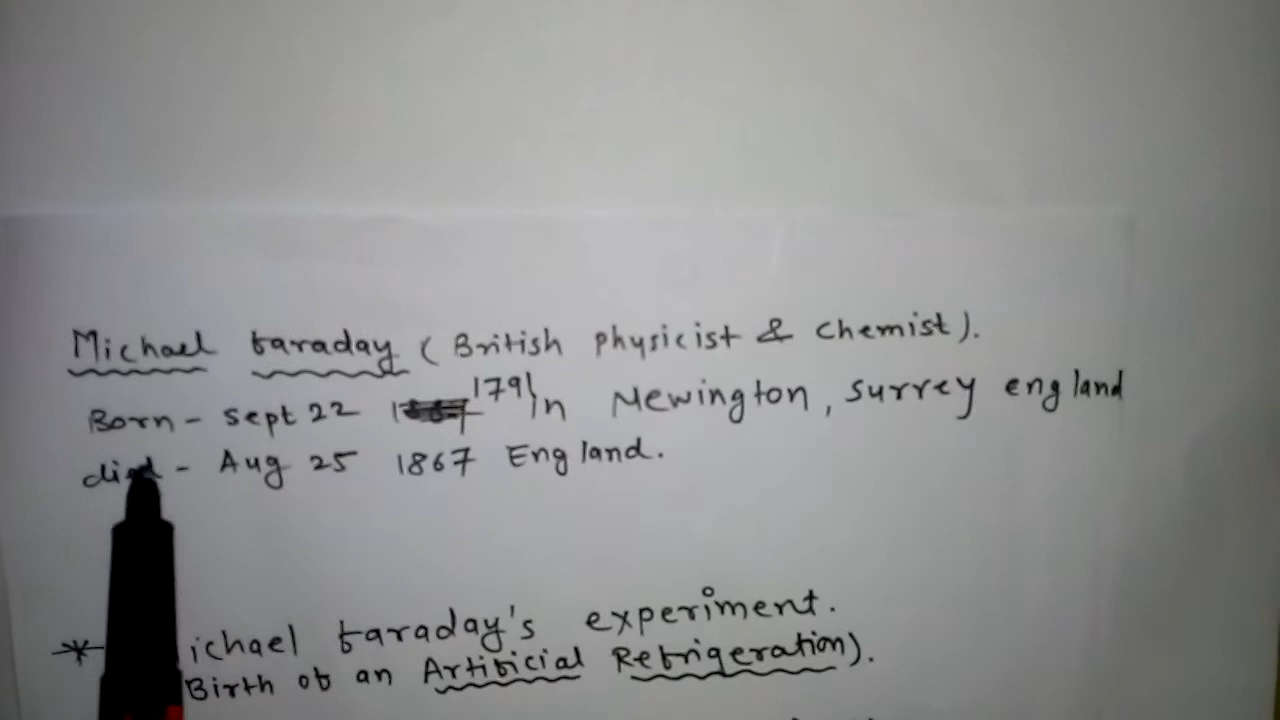 Michael faraday (British physicist & chemist).
Born - Sept 22 1791 in Newington, surrey england
died - Aug 25 1867 England.
* ichael faraday's experiment.
Birth of an Artificial Refrigeration).